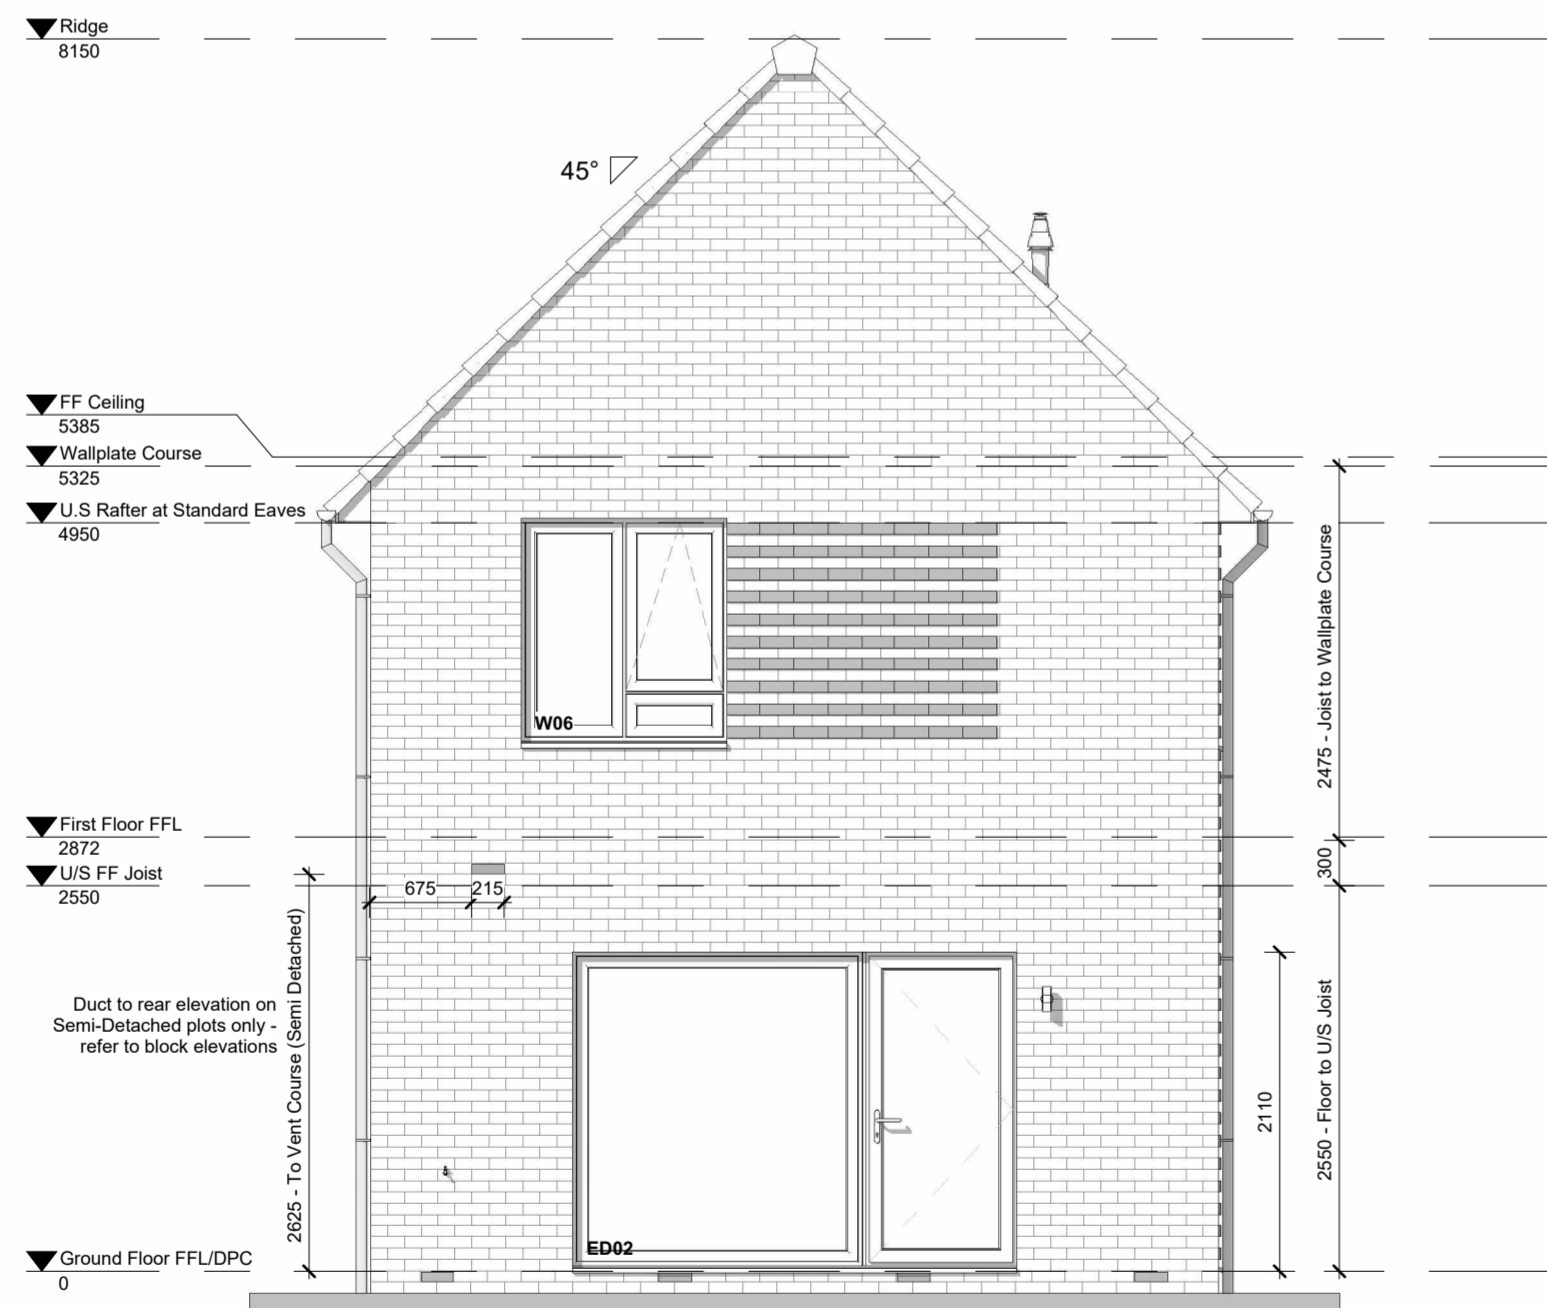 Ridge
8150
45°
FF Ceiling
5385
Wallplate Course
5325
U.S Rafter at Standard Eaves
4950
2475 - Joist to Wallplate Course
W06
First Floor FFL
2872
U/S FF Joist
2550
300
675
215
2625 - To Vent Course (Semi Detached)
Duct to rear elevation on
Semi-Detached plots only -
refer to block elevations
2110
2550 - Floor to U/S Joist
ED02
Ground Floor FFL/DPC
0